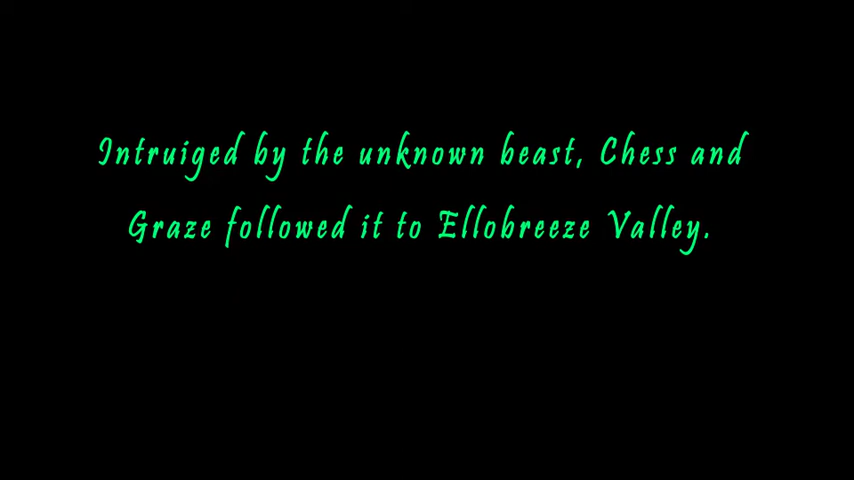 Intruiged by the unknown beast, Chess and
Graze followed it to Ellobreeze Valley.